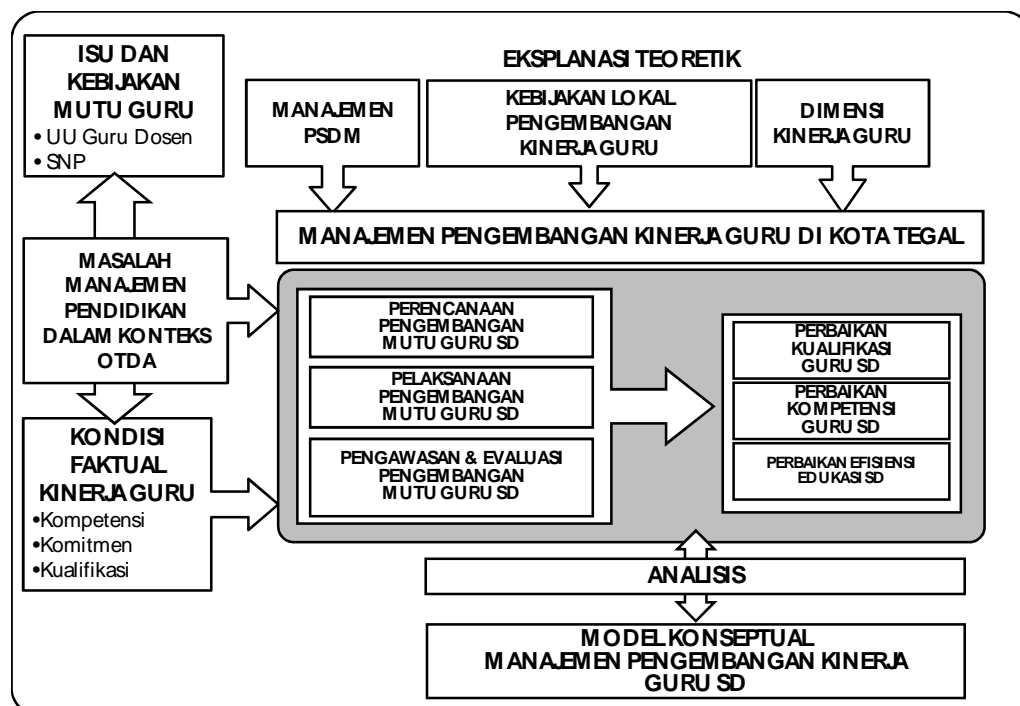 ISU DAN
KEBIJAKAN
MUTU GURU
• UU Guru Dosen
• SNP
EKSPLANASI TEORETIK
MANAJEMEN
PSDM
KEBIJAKAN LOKAL
PENGEMBANGAN
KINERJA GURU
DIMENSI
KINERJA GURU
MANAJEMEN PENGEMBANGAN KINERJA GURU DI KOTA TEGAL
MASALAH
MANAJEMEN
PENDIDIKAN
DALAM KONTEKS
OTDA
PERENCANAAN
PENGEMBANGAN
MUTU GURU SD
PELAKSANAAN
PENGEMBANGAN
MUTU GURU SD
PENGAWASAN & EVALUASI
PENGEMBANGAN
MUTU GURU SD
PERBAIKAN
KUALIFIKASI
GURU SD
PERBAIKAN
KOMPETENSI
GURU SD
PERBAIKAN EFISIENSI
EDUKASI SD
KONDISI
FAKTUAL
KINERJA GURU
•Kompetensi
•Komitmen
•Kualifikasi
ANALISIS
MODEL KONSEPTUAL
MANAJEMEN PENGEMBANGAN KINERJA
GURU SD